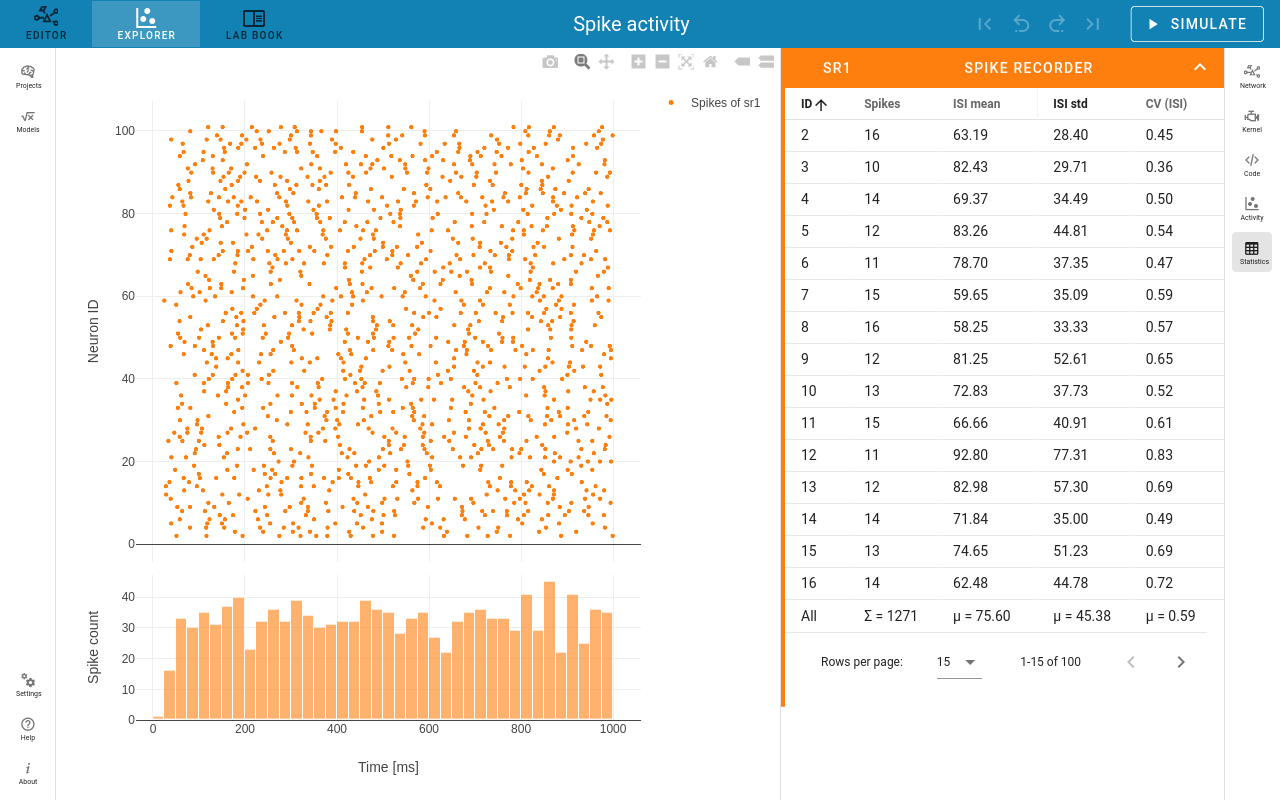 EDITOR
EXPLORER
LAB BOOK
Spike activity
SIMULATE
Projects
Models
Settings
Help
About
Spikes of sr1
Neuron ID
100
80
60
40
20
0
Spike count
40
30
20
10
0
0 200 400 600 800 1000
Time [ms]
SR1 SPIKE RECORDER
ID Spikes ISI mean ISI std CV (ISI)
2 16 63.19 28.40 0.45
3 10 82.43 29.71 0.36
4 14 69.37 34.49 0.50
5 12 83.26 44.81 0.54
6 11 78.70 37.35 0.47
7 15 59.65 35.09 0.59
8 16 58.25 33.33 0.57
9 12 81.25 52.61 0.65
10 13 72.83 37.73 0.52
11 15 66.66 40.91 0.61
12 11 92.80 77.31 0.83
13 12 82.98 57.30 0.69
14 14 71.84 35.00 0.49
15 13 74.65 51.23 0.69
16 14 62.48 44.78 0.72
All Σ = 1271 μ = 75.60 μ = 45.38 μ = 0.59
Rows per page: 15 1-15 of 100
Network
Kernel
Code
Activity
Statistics